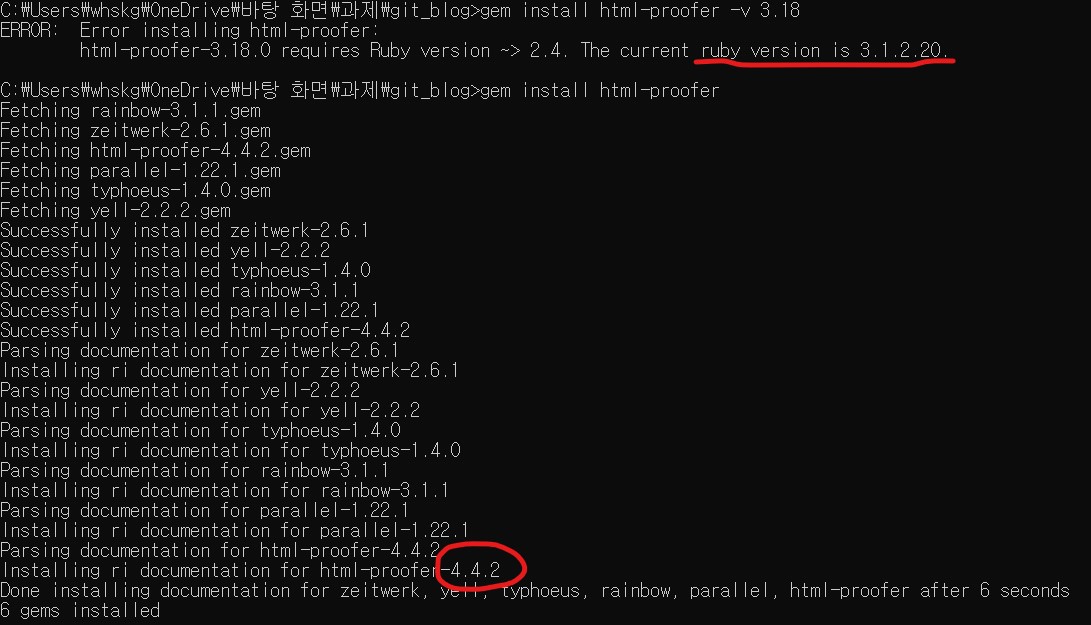 C:₩Users₩whskg₩OneDrive₩바탕 화면₩과제₩git_blog>gem install html-proofer -v 3.18
ERROR:  Error installing html-proofer:
        html-proofer-3.18.0 requires Ruby version ~> 2.4. The current ruby version is 3.1.2.20.
C:₩Users₩whskg₩OneDrive₩바탕 화면₩과제₩git_blog>gem install html-proofer
Fetching rainbow-3.1.1.gem
Fetching zeitwerk-2.6.1.gem
Fetching html-proofer-4.4.2.gem
Fetching parallel-1.22.1.gem
Fetching typhoeus-1.4.0.gem
Fetching yell-2.2.2.gem
Successfully installed zeitwerk-2.6.1
Successfully installed yell-2.2.2
Successfully installed typhoeus-1.4.0
Successfully installed rainbow-3.1.1
Successfully installed parallel-1.22.1
Successfully installed html-proofer-4.4.2
Parsing documentation for zeitwerk-2.6.1
Installing ri documentation for zeitwerk-2.6.1
Parsing documentation for yell-2.2.2
Installing ri documentation for yell-2.2.2
Parsing documentation for typhoeus-1.4.0
Installing ri documentation for typhoeus-1.4.0
Parsing documentation for rainbow-3.1.1
Installing ri documentation for rainbow-3.1.1
Parsing documentation for parallel-1.22.1
Installing ri documentation for parallel-1.22.1
Parsing documentation for html-proofer-4.4.2
Installing ri documentation for html-proofer-4.4.2
Done installing documentation for zeitwerk, yell, typhoeus, rainbow, parallel, html-proofer after 6 seconds
6 gems installed